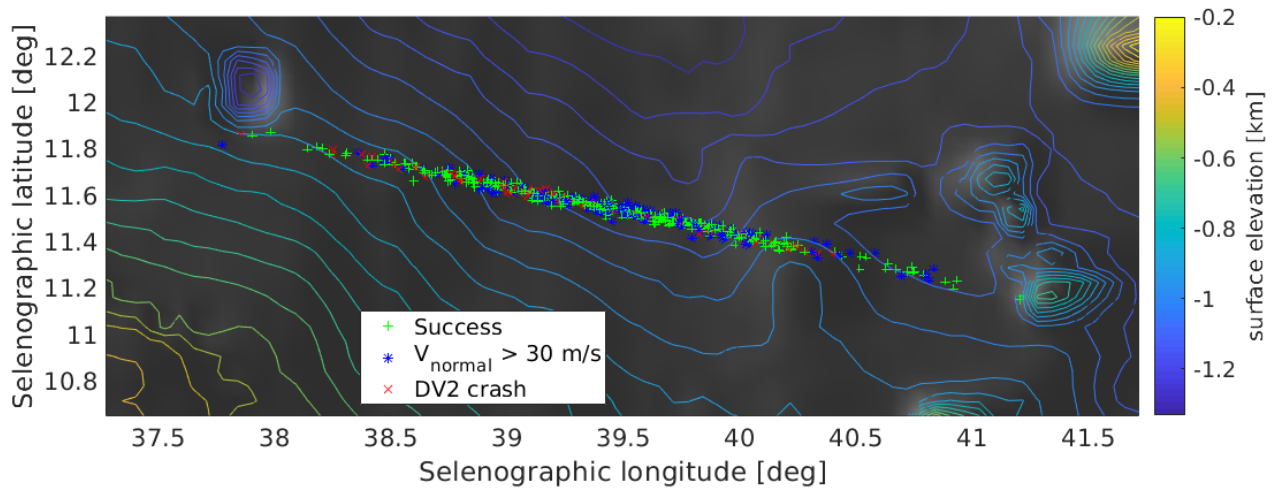 Selenographic latitude [deg]
12.2
12
11.8
11.6
11.4
11.2
11
10.8
Success
V_normal > 30 m/s
DV2 crash
37.5 38 38.5 39 39.5 40 40.5 41 41.5
Selenographic longitude [deg]
-0.2
-0.4
-0.6
-0.8
-1
-1.2
surface elevation [km]